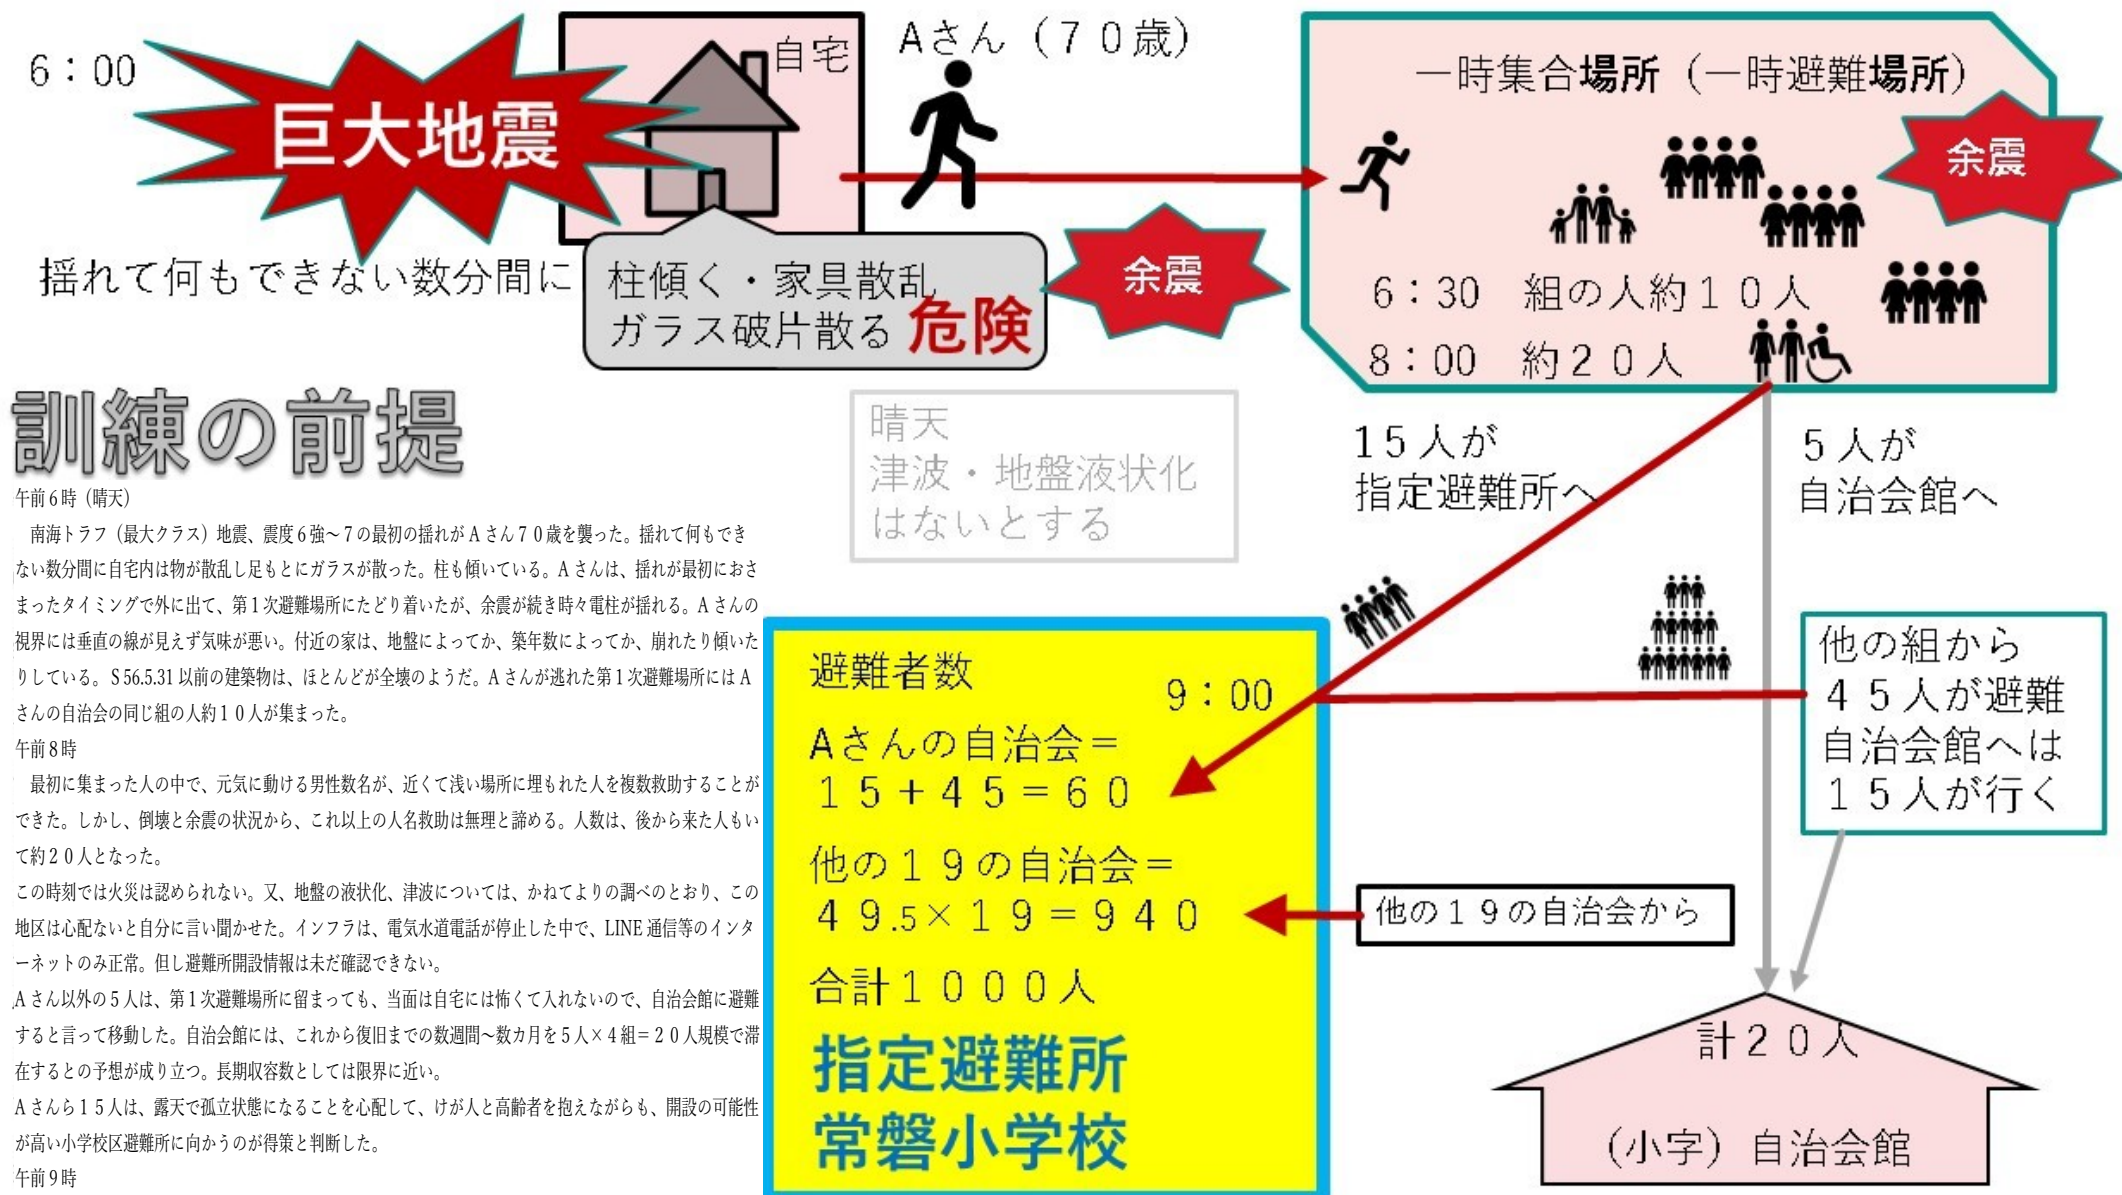 6：00
巨大地震
自宅
Aさん（７０歳）
揺れて何もできない数分間に
柱傾く・家具散乱
ガラス破片散る 危険
余震
一時集合場所（一時避難場所）
余震
6：30　組の人約１０人
8：00　約２０人
訓練の前提
晴天
津波・地盤液状化
はないとする
15人が
指定避難所へ
５人が
自治会館へ
午前６時（晴天）
南海トラフ（最大クラス）地震、震度６強～７の最初の揺れがＡさん７０歳を襲った。揺れて何もでき
ない数分間に自宅内は物が散乱し足もとにガラスが散った。柱も傾いている。Ａさんは、揺れが最初におさ
まったタイミングで外に出て、第１次避難場所にたどり着いたが、余震が続き時々電柱が揺れる。Ａさんの
視界には垂直の線が見えず気味が悪い。付近の家は、地盤によってか、築年数によってか、崩れたり傾いた
りしている。Ｓ56.5.31以前の建築物は、ほとんどが全壊のようだ。Ａさんが逃れた第１次避難場所にはＡ
さんの自治会の同じ組の人約１０人が集まった。
午前８時
最初に集まった人の中で、元気に動ける男性数名が、近くて浅い場所に埋もれた人を複数救助することが
できた。しかし、倒壊と余震の状況から、これ以上の人名救助は無理と諦める。人数は、後から来た人もい
て約２０人となった。
この時刻では火災は認められない。又、地盤の液状化、津波については、かねてよりの調べのとおり、この
地区は心配ないと自分に言い聞かせた。インフラは、電気水道電話が停止した中で、LINE通信等のインタ
ーネットのみ正常。但し避難所開設情報は未だ確認できない。
Ａさん以外の５人は、第１次避難場所に留まっても、当面は自宅には怖くて入れないので、自治会館に避難
すると言って移動した。自治会館には、これから復旧までの数週間～数カ月を５人×４組＝２０人規模で滞
在するとの予想が成り立つ。長期収容数としては限界に近い。
Ａさんら１５人は、露天で孤立状態になることを心配して、けが人と高齢者を抱えながらも、開設の可能性
が高い小学校区避難所に向かうのが得策と判断した。
午前９時
避難者数
9：00
Aさんの自治会＝
１５＋４５＝６０
他の１９の自治会＝
４９.5×１９＝９４０
合計１０００人
指定避難所
常磐小学校
他の組から
４５人が避難
自治会館へは
１５人が行く
他の１９の自治会から
計２０人
（小字）自治会館